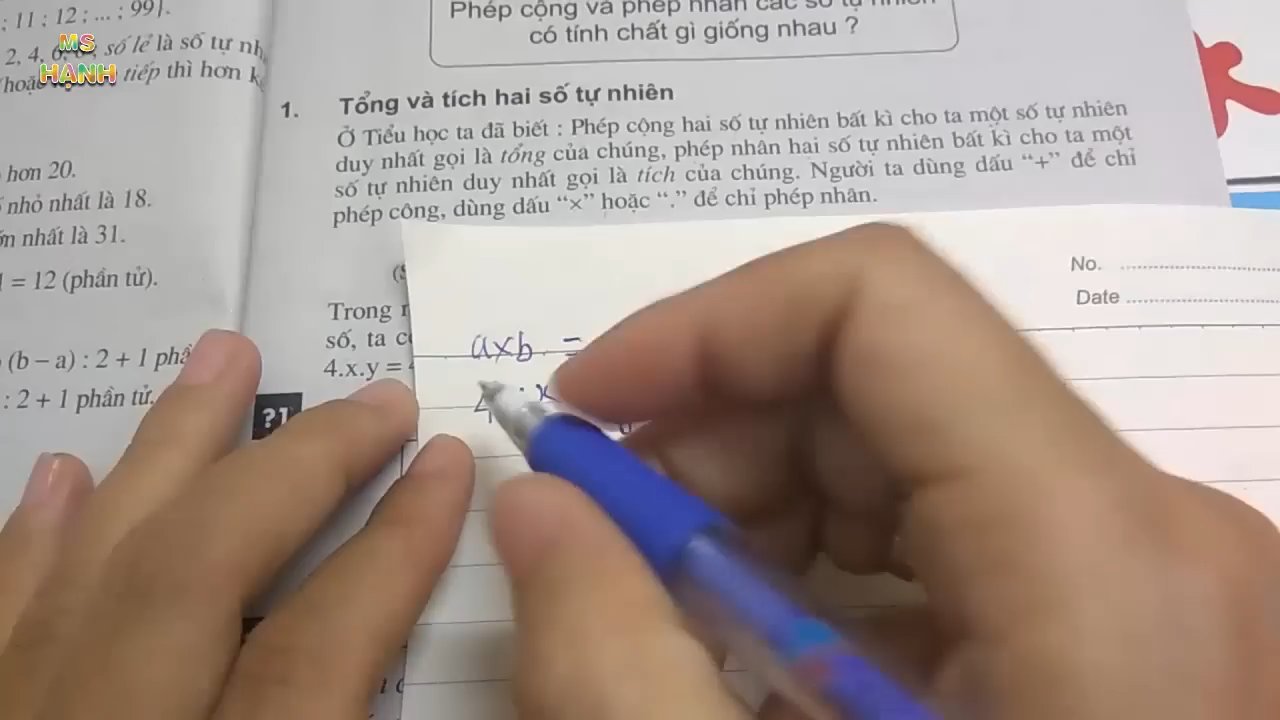 ; 11 ; 12 ; ... ; 99}.
2, 4, số lẻ là số tự
tiếp thì hơn
MS
HẠNH
hơn 20.
nhỏ nhất là 18.
nhất là 31.
= 12 (phần tử).
(b – a) : 2 + 1
: 2 + 1 phần tử.
?1
Phép cộng và phép nhân các số tự nhiên
có tính chất gì giống nhau ?
1. Tổng và tích hai số tự nhiên
Ở Tiểu học ta đã biết : Phép cộng hai số tự nhiên bất kì cho ta một số tự nhiên
duy nhất gọi là tổng của chúng, phép nhân hai số tự nhiên bất kì cho ta một
số tự nhiên duy nhất gọi là tích của chúng. Người ta dùng dấu “+” để chỉ
phép cộng, dùng dấu “×” hoặc “.” để chỉ phép nhân.
Trong
số, ta
4.x.y =
No.
Date
axb =
4 . x